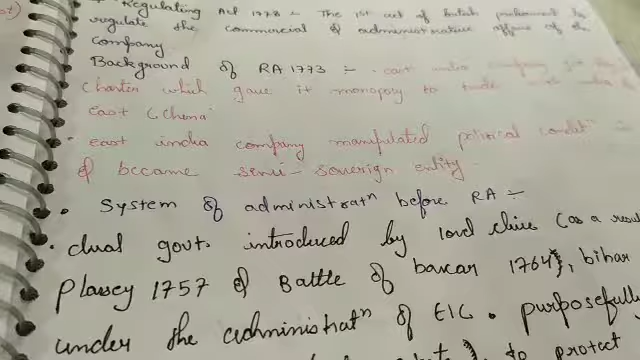 Regulating Act 1773 :- The 1st act of British parliament to
regulate the commercial & administrative affairs of the
Company
Background of RA 1773 :- east india company
Charter which gave it monopoly to trade with
East (China
• East india company manipulated political condit
& became semi-sovereign entity.
• System of administratⁿ before RA :-
• dual govt. introduced by lord clive (as a resul
Plassey 1757 & Battle of baxar 1764), bihar
under the administratⁿ of EIC. purposefully
to protect